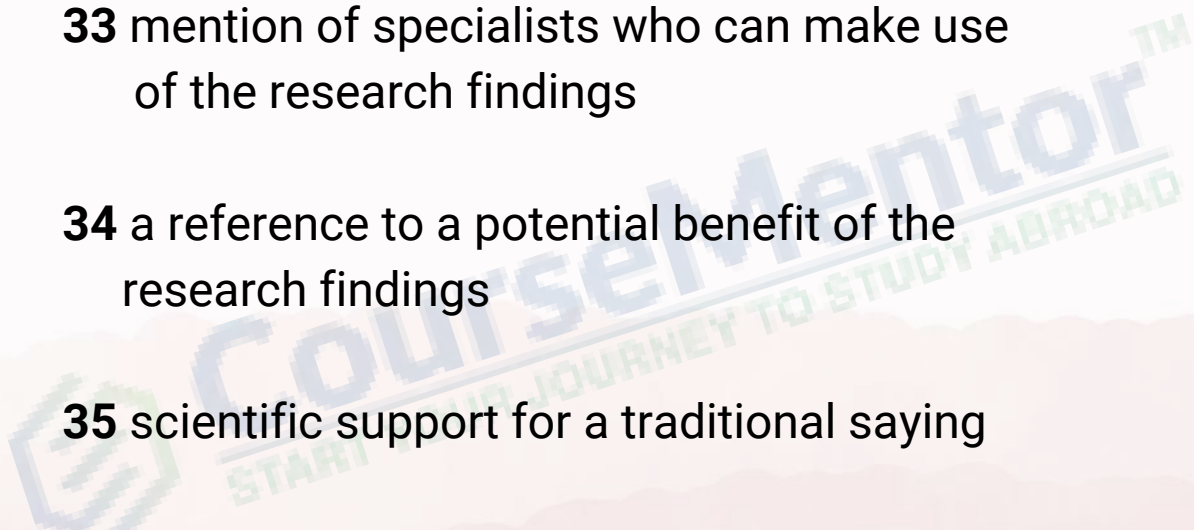 33 mention of specialists who can make use
of the research findings
34 a reference to a potential benefit of the
research findings
35 scientific support for a traditional saying
CourseMentor™
START YOUR JOURNEY TO STUDY ABROAD